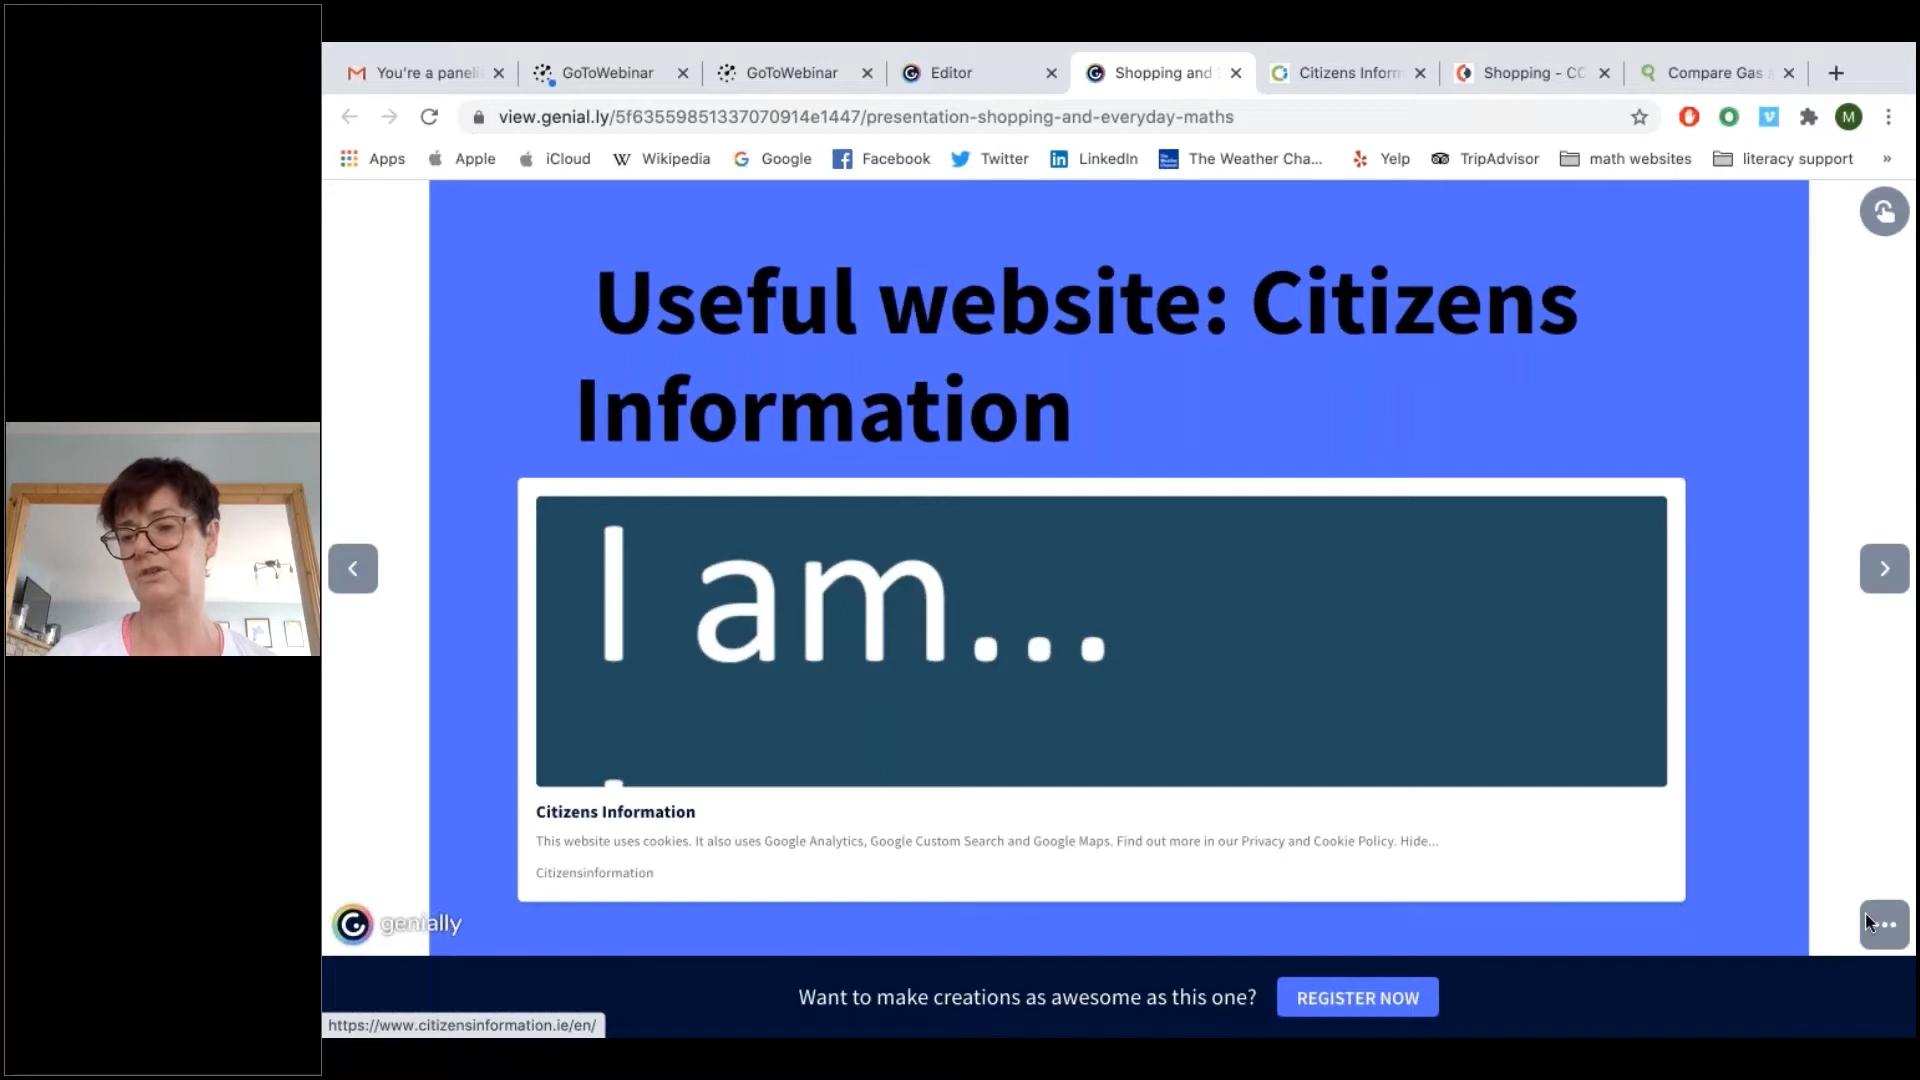 You're a paneli
GoToWebinar
GoToWebinar
Editor
Shopping and
Citizens Inform
Shopping - CC
Compare Gas
view.genial.ly/5f63559851337070914e1447/presentation-shopping-and-everyday-maths
M
Apps
Apple
iCloud
Wikipedia
Google
Facebook
Twitter
LinkedIn
The Weather Cha...
Yelp
TripAdvisor
math websites
literacy support
»
Useful website: Citizens
Information
I am...
Citizens Information
This website uses cookies. It also uses Google Analytics, Google Custom Search and Google Maps. Find out more in our Privacy and Cookie Policy. Hide...
Citizensinformation
genially
Want to make creations as awesome as this one?
REGISTER NOW
https://www.citizensinformation.ie/en/